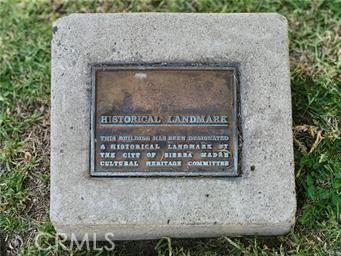 HISTORICAL LANDMARK
THIS BUILDING HAS BEEN DESIGNATED
A HISTORICAL LANDMARK BY
THE CITY OF SIERRA MADRE
CULTURAL HERITAGE COMMITTEE
CRMLS